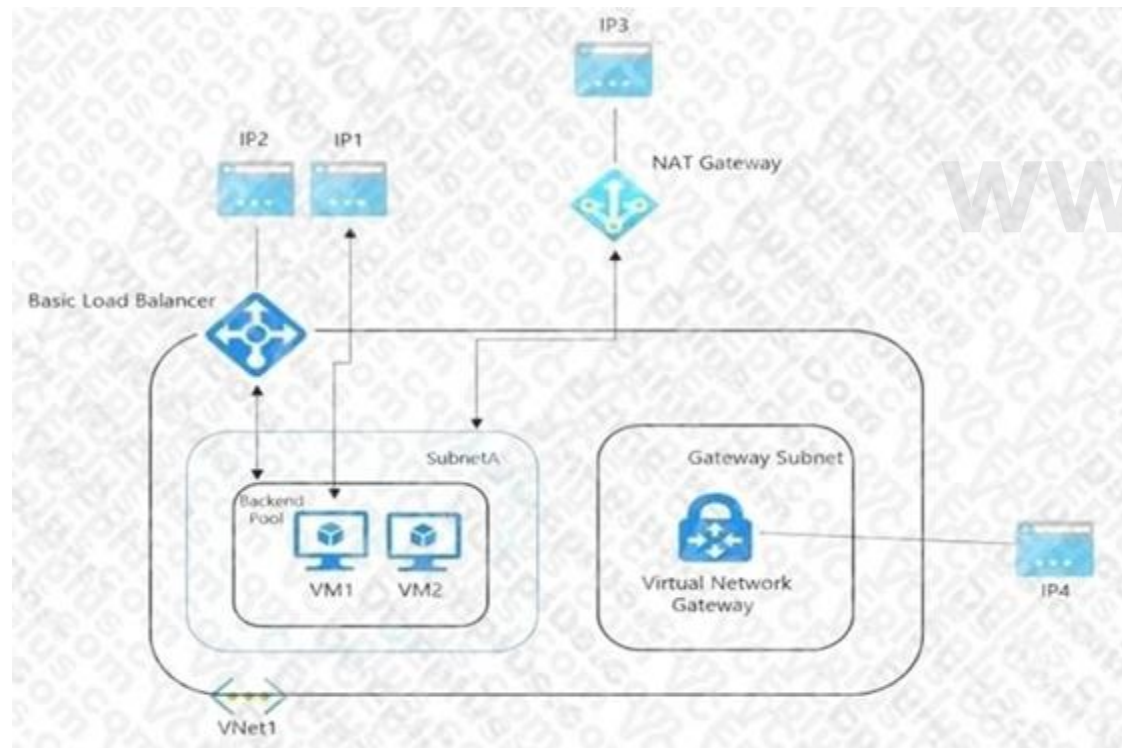 IP3
IP2
IP1
NAT Gateway
WW
Basic Load Balancer
SubnetA
Gateway Subnet
Backend
Pool
VM1
VM2
Virtual Network
Gateway
IP4
VNet1